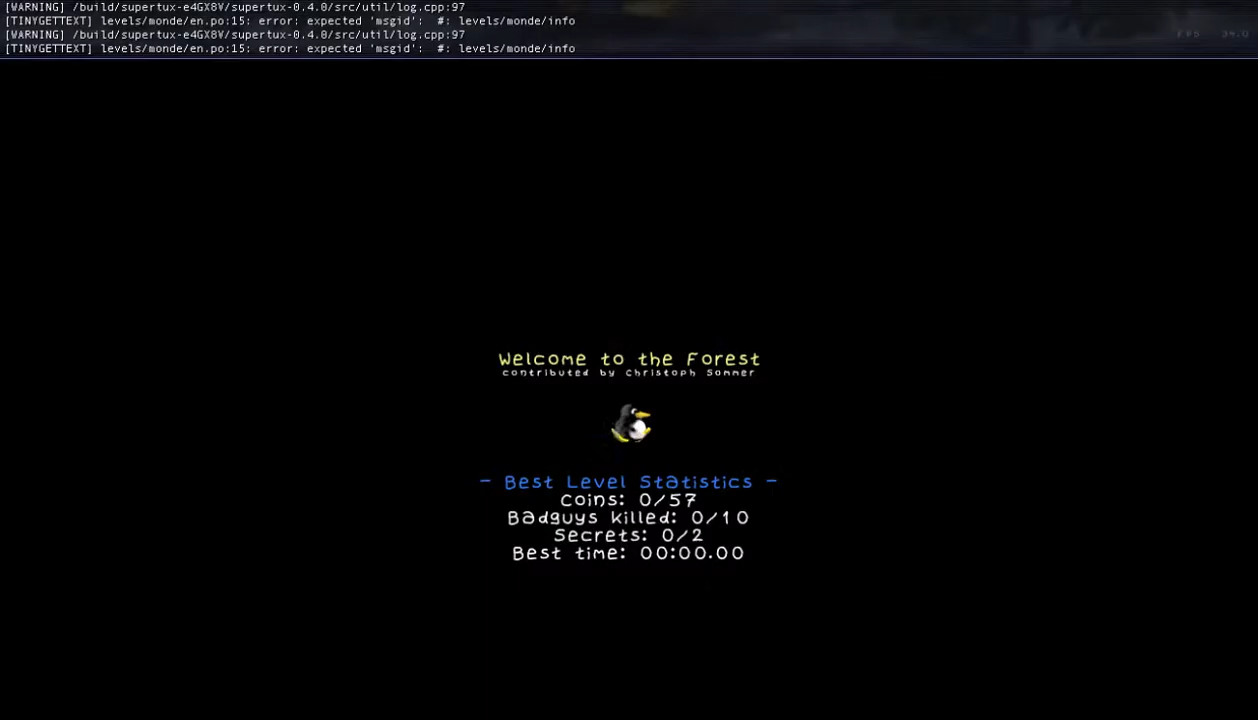 [WARNING] /build/supertux-e4GX8V/supertux-0.4.0/src/util/log.cpp:97
[TINYGETTEXT] levels/monde/en.po:15: error: expected 'msgid':  #: levels/monde/info
[WARNING] /build/supertux-e4GX8V/supertux-0.4.0/src/util/log.cpp:97
FPS 39.0
[TINYGETTEXT] levels/monde/en.po:15: error: expected 'msgid':  #: levels/monde/info
Welcome to the Forest
contributed by Christoph Sommer
- Best Level Statistics -
Coins: 0/57
Badguys killed: 0/10
Secrets: 0/2
Best time: 00:00.00